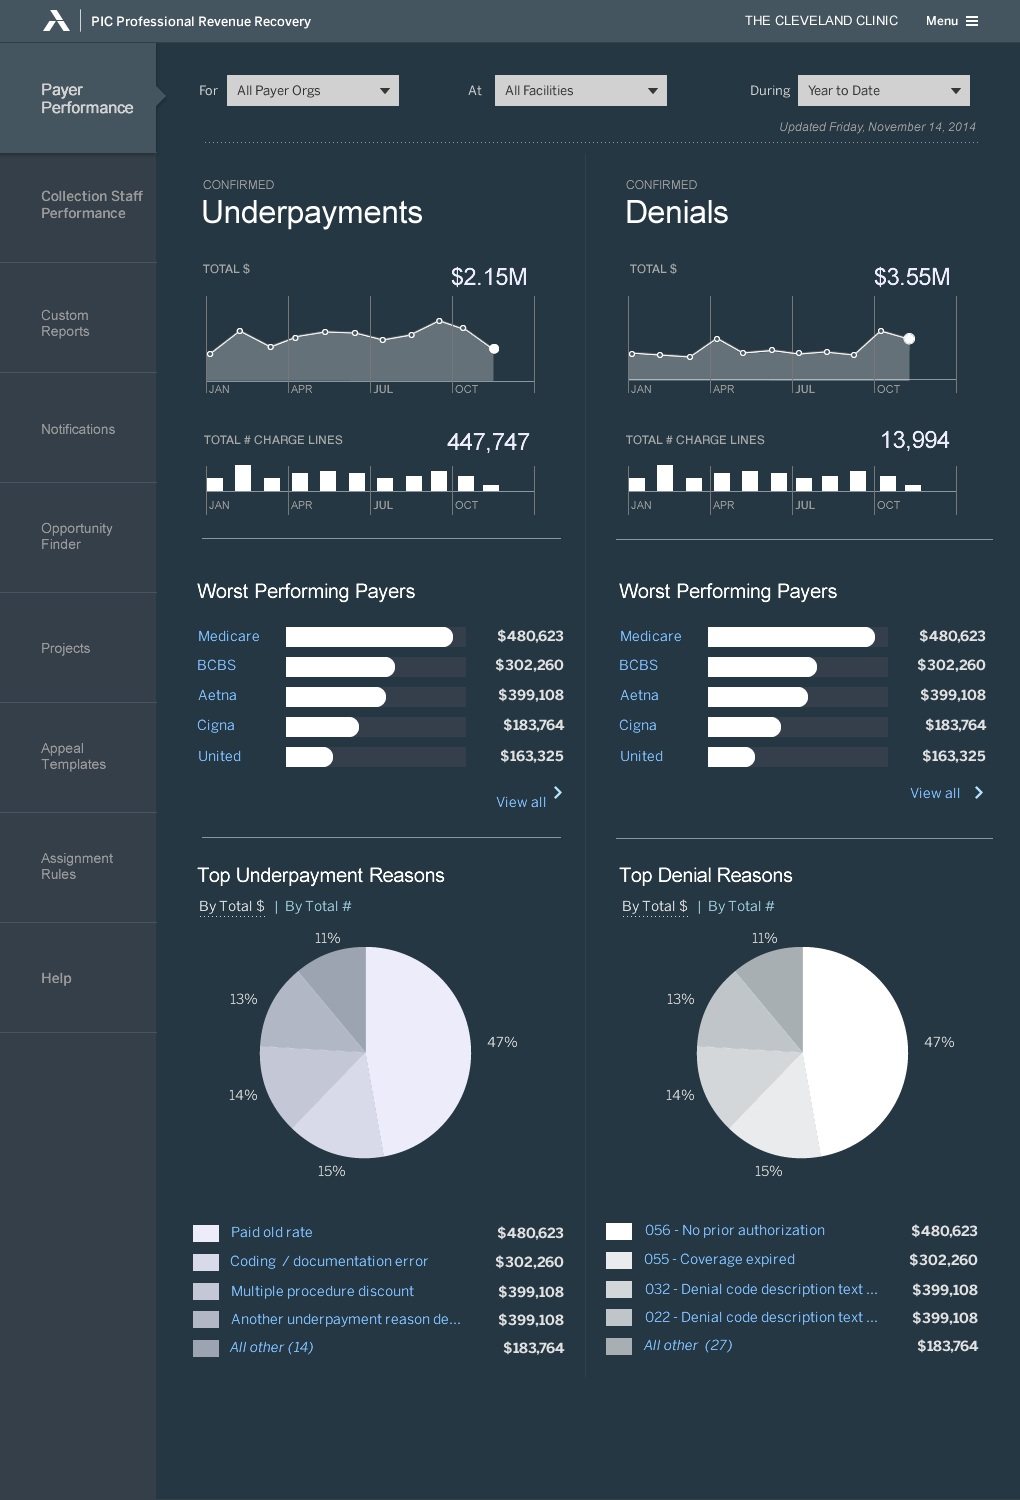 PIC Professional Revenue Recovery
THE CLEVELAND CLINIC
Menu
Payer
Performance
Collection Staff
Performance
Custom
Reports
Notifications
Opportunity
Finder
Projects
Appeal
Templates
Assignment
Rules
Help
For All Payer Orgs
At All Facilities
During Year to Date
Updated Friday, November 14, 2014
CONFIRMED
Underpayments
TOTAL $
$2.15M
JAN APR JUL OCT
TOTAL # CHARGE LINES
447,747
JAN APR JUL OCT
Worst Performing Payers
Medicare $480,623
BCBS $302,260
Aetna $399,108
Cigna $183,764
United $163,325
View all
Top Underpayment Reasons
By Total $ | By Total #
11%
13%
47%
14%
15%
Paid old rate $480,623
Coding / documentation error $302,260
Multiple procedure discount $399,108
Another underpayment reason de... $399,108
All other (14) $183,764
CONFIRMED
Denials
TOTAL $
$3.55M
JAN APR JUL OCT
TOTAL # CHARGE LINES
13,994
JAN APR JUL OCT
Worst Performing Payers
Medicare $480,623
BCBS $302,260
Aetna $399,108
Cigna $183,764
United $163,325
View all
Top Denial Reasons
By Total $ | By Total #
11%
13%
47%
14%
15%
056 - No prior authorization $480,623
055 - Coverage expired $302,260
032 - Denial code description text ... $399,108
022 - Denial code description text ... $399,108
All other (27) $183,764